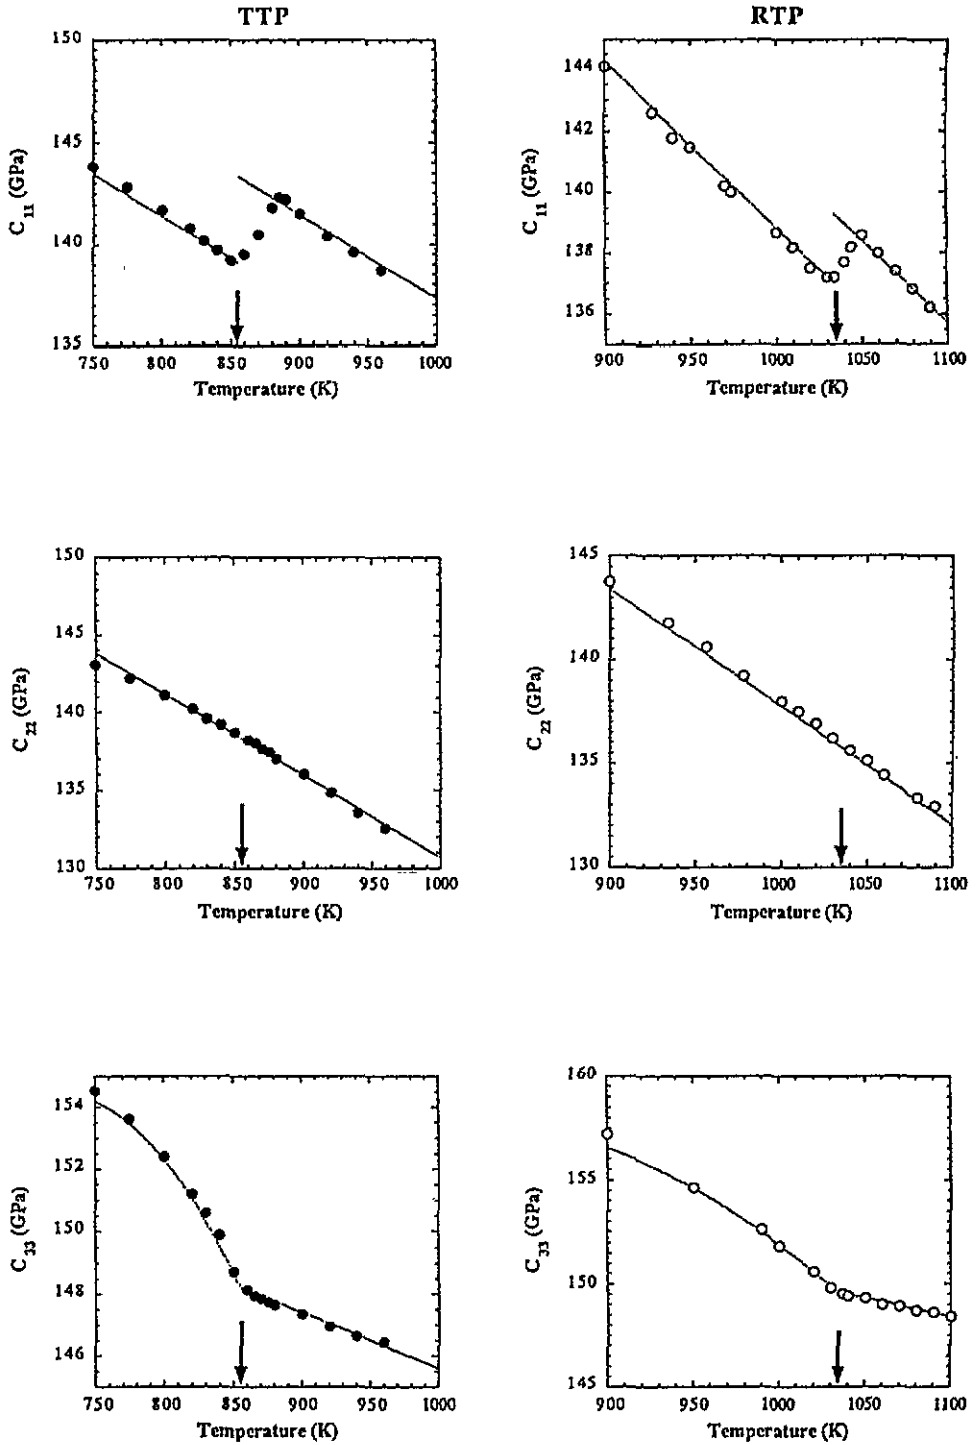 TTP
RTP
150
145
140
135
C11 (GPa)
750 800 850 900 950 1000
Temperature (K)
144
142
140
138
136
C11 (GPa)
900 950 1000 1050 1100
Temperature (K)
150
145
140
135
130
C22 (GPa)
750 800 850 900 950 1000
Temperature (K)
145
140
135
130
C22 (GPa)
900 950 1000 1050 1100
Temperature (K)
154
152
150
148
146
C33 (GPa)
750 800 850 900 950 1000
Temperature (K)
160
155
150
145
C33 (GPa)
900 950 1000 1050 1100
Temperature (K)